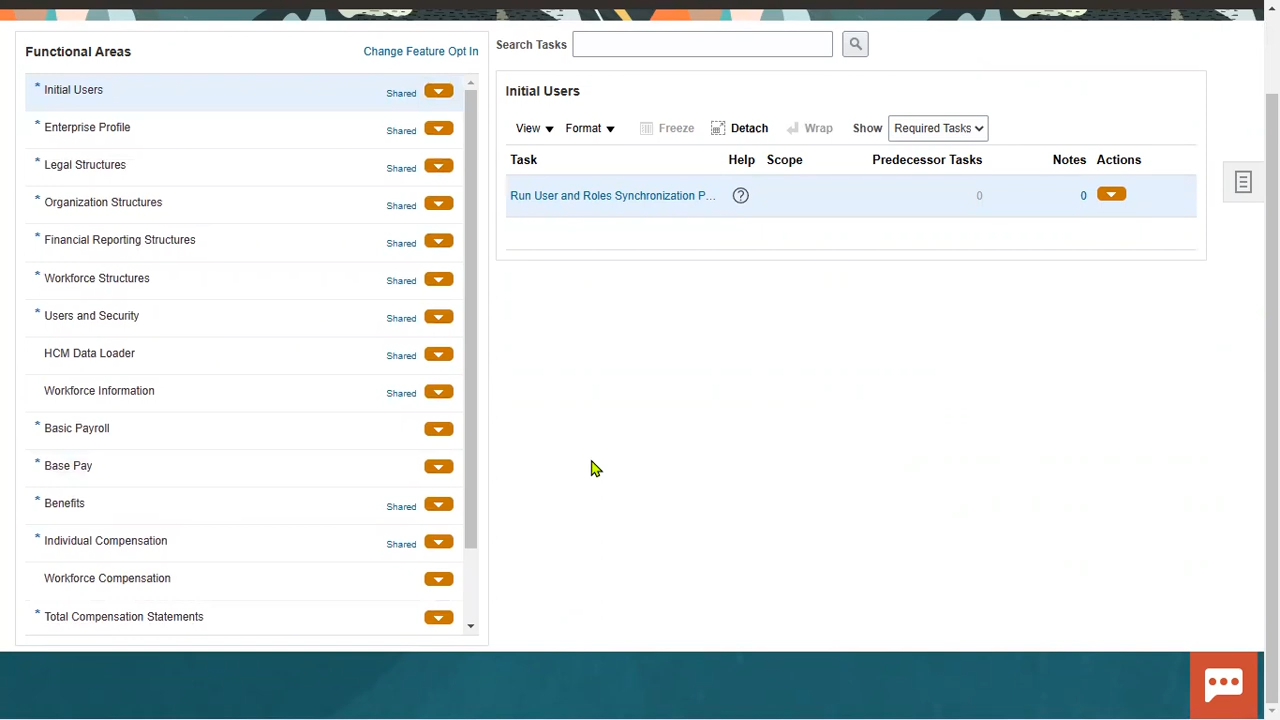 Functional Areas
Change Feature Opt In
* Initial Users Shared
* Enterprise Profile Shared
* Legal Structures Shared
* Organization Structures Shared
* Financial Reporting Structures Shared
* Workforce Structures Shared
* Users and Security Shared
HCM Data Loader Shared
Workforce Information Shared
* Basic Payroll
* Base Pay
* Benefits Shared
* Individual Compensation Shared
Workforce Compensation
* Total Compensation Statements
Search Tasks
Initial Users
View Format Freeze Detach Wrap Show Required Tasks
Task Help Scope Predecessor Tasks Notes Actions
Run User and Roles Synchronization P... ? 0 0